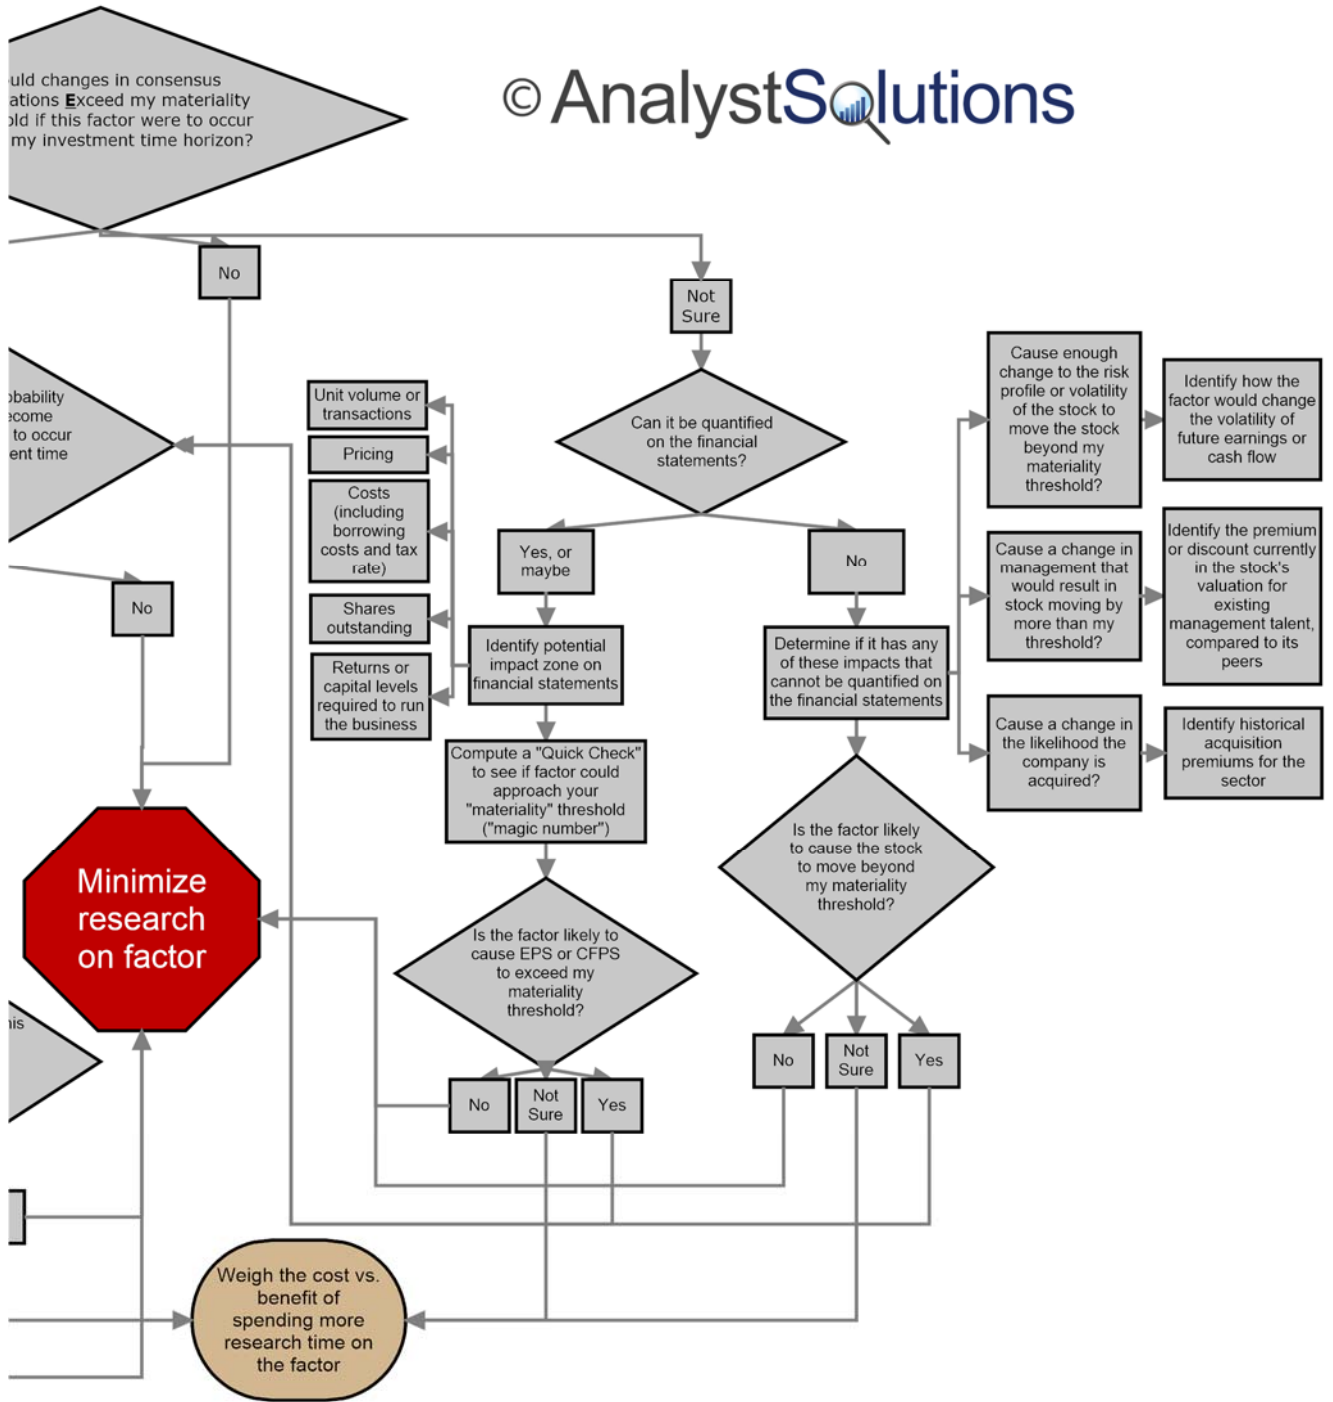 © AnalystSolutions
changes in consensus
Exceed my materiality
if this factor were to occur
my investment time horizon?
No
Not
Sure
to occur
time
No
Can it be quantified
on the financial
statements?
Unit volume or
transactions
Pricing
Costs
(including
borrowing
costs and tax
rate)
Shares
outstanding
Returns or
capital levels
required to run
the business
Yes, or
maybe
Identify potential
impact zone on
financial statements
Compute a "Quick Check"
to see if factor could
approach your
"materiality" threshold
("magic number")
Is the factor likely to
cause EPS or CFPS
to exceed my
materiality
threshold?
No
Not
Sure
Yes
No
Determine if it has any
of these impacts that
cannot be quantified on
the financial statements
Is the factor likely
to cause the stock
to move beyond
my materiality
threshold?
No
Not
Sure
Yes
Cause enough
change to the risk
profile or volatility
of the stock to
move the stock
beyond my
materiality
threshold?
Identify how the
factor would change
the volatility of
future earnings or
cash flow
Cause a change in
management that
would result in
stock moving by
more than my
threshold?
Identify the premium
or discount currently
in the stock's
valuation for
existing
management talent,
compared to its
peers
Cause a change in
the likelihood the
company is
acquired?
Identify historical
acquisition
premiums for the
sector
Minimize
research
on factor
Weigh the cost vs.
benefit of
spending more
research time on
the factor